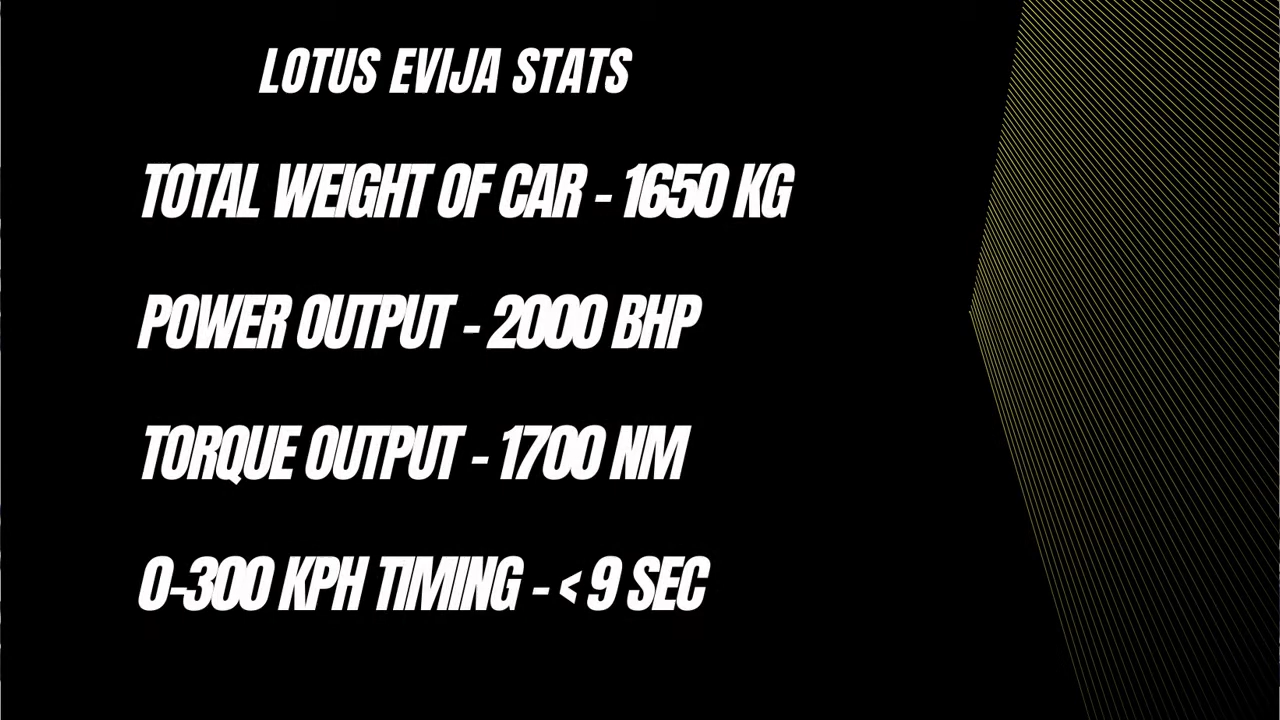 LOTUS EVIJA STATS
TOTAL WEIGHT OF CAR - 1650 KG
POWER OUTPUT - 2000 BHP
TORQUE OUTPUT - 1700 NM
0-300 KPH TIMING - < 9 SEC